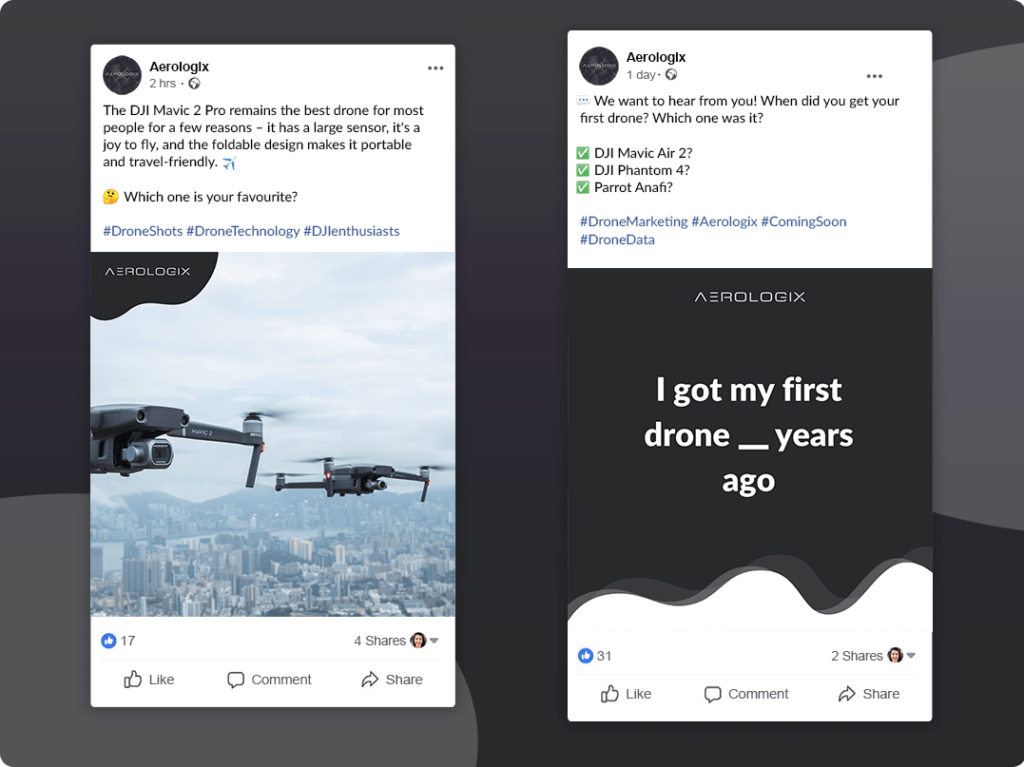 Aerologix
2 hrs ·
The DJI Mavic 2 Pro remains the best drone for most
people for a few reasons – it has a large sensor, it's a
joy to fly, and the foldable design makes it portable
and travel-friendly. ✈️
🤔 Which one is your favourite?
#DroneShots #DroneTechnology #DJIenthusiasts
AEROLOGIX
MAVIC 2
17
4 Shares
Like
Comment
Share
Aerologix
1 day ·
💬 We want to hear from you! When did you get your
first drone? Which one was it?
✅ DJI Mavic Air 2?
✅ DJI Phantom 4?
✅ Parrot Anafi?
#DroneMarketing #Aerologix #ComingSoon
#DroneData
AEROLOGIX
I got my first
drone __ years
ago
31
2 Shares
Like
Comment
Share